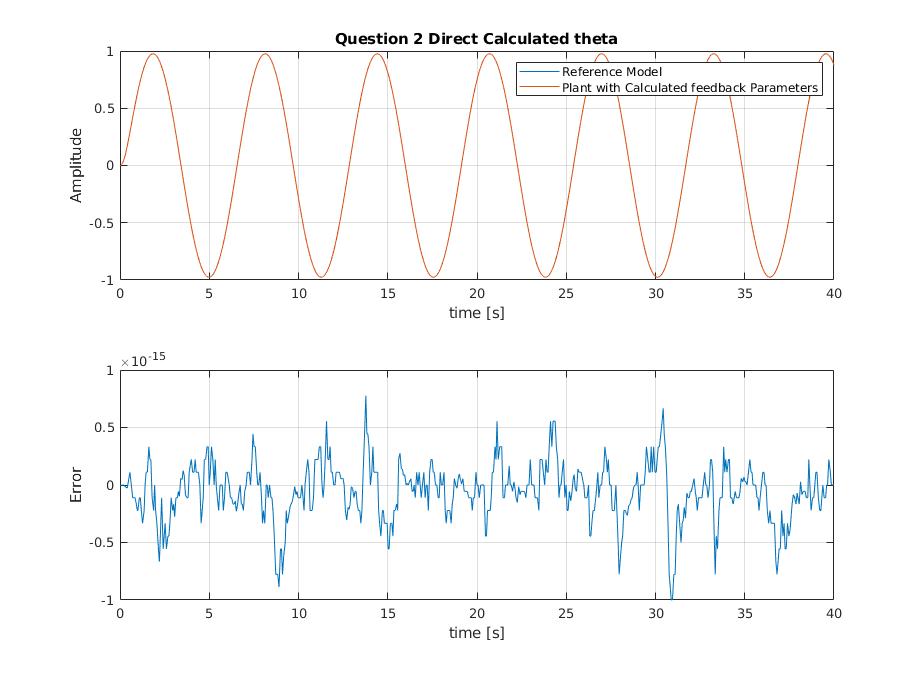 Question 2 Direct Calculated theta
Reference Model
Plant with Calculated feedback Parameters
Amplitude
1
0.5
0
-0.5
-1
0 5 10 15 20 25 30 35 40
time [s]
×10-15
Error
1
0.5
0
-0.5
-1
0 5 10 15 20 25 30 35 40
time [s]